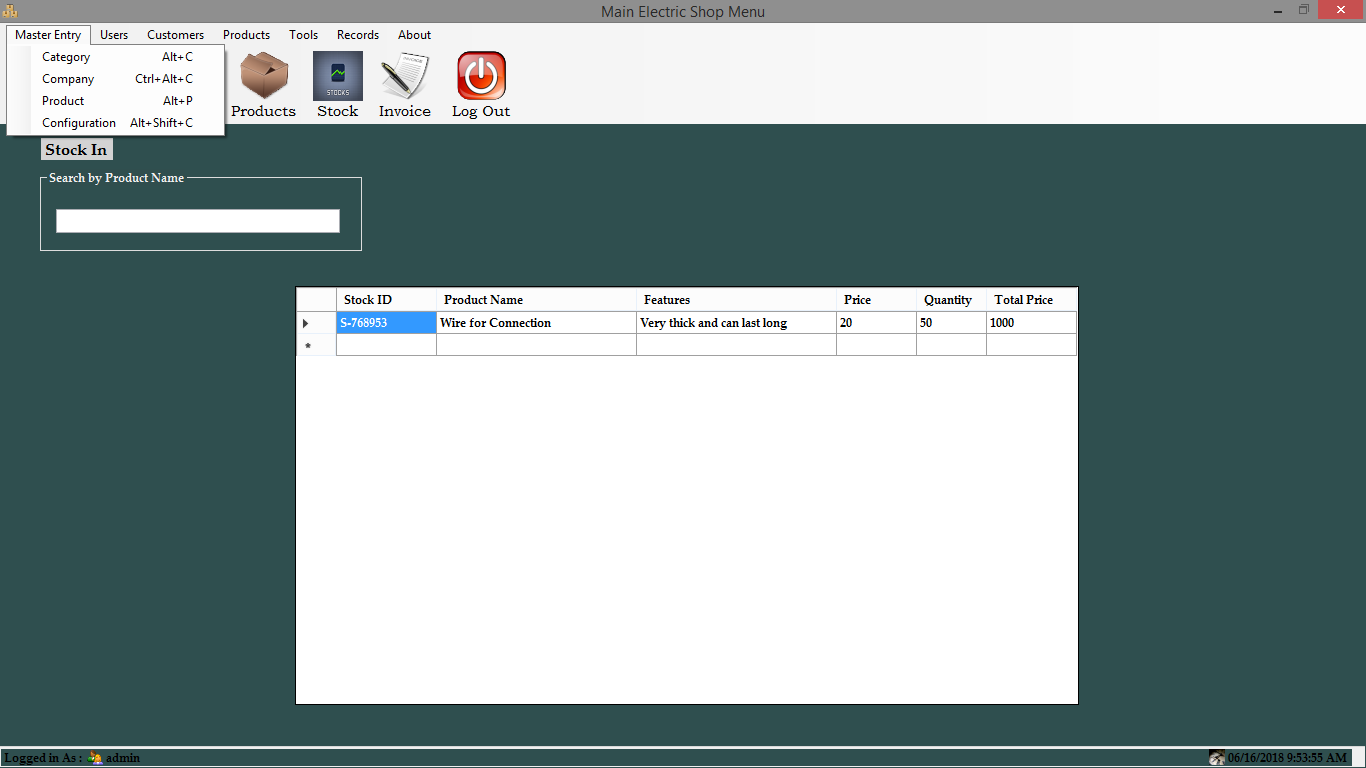 Main Electric Shop Menu
Master Entry Users Customers Products Tools Records About
Category Alt+C
Company Ctrl+Alt+C
Product Alt+P
Configuration Alt+Shift+C
STOCKS
INVOICE
Products Stock Invoice Log Out
Stock In
Search by Product Name
Stock ID Product Name Features Price Quantity Total Price
S-768953 Wire for Connection Very thick and can last long 20 50 1000
Logged in As : admin 06/16/2018 9:53:55 AM